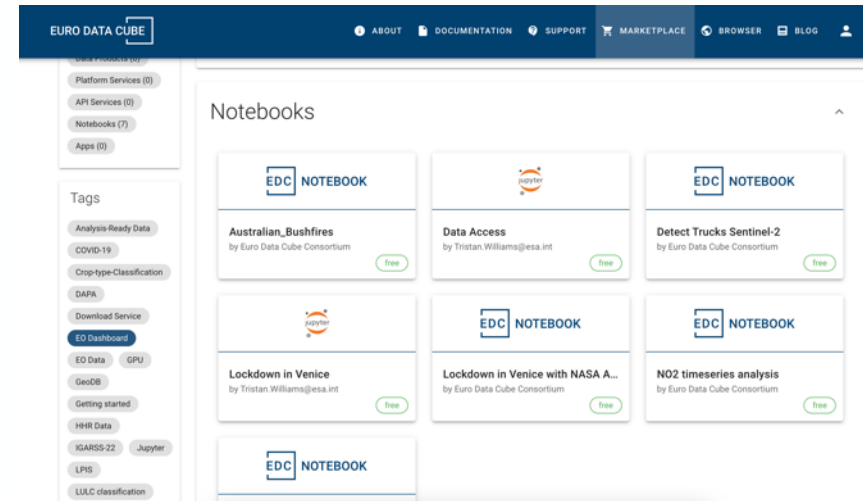 EURO DATA CUBE
ABOUT DOCUMENTATION SUPPORT MARKETPLACE BROWSER BLOG
Data Products (0)
Platform Services (0)
API Services (0)
Notebooks (7)
Apps (0)
Tags
Analysis-Ready Data
COVID-19
Crop-type-Classification
DAPA
Download Service
EO Dashboard
EO Data GPU
GeoDB
Getting started
HHR Data
IGARSS-22 Jupyter
LPIS
LULC classification
Notebooks
EDC NOTEBOOK
Australian_Bushfires
by Euro Data Cube Consortium
free
jupyter
Data Access
by Tristan.Williams@esa.int
free
EDC NOTEBOOK
Detect Trucks Sentinel-2
by Euro Data Cube Consortium
free
jupyter
Lockdown in Venice
by Tristan.Williams@esa.int
free
EDC NOTEBOOK
Lockdown in Venice with NASA A...
by Euro Data Cube Consortium
free
EDC NOTEBOOK
NO2 timeseries analysis
by Euro Data Cube Consortium
free
EDC NOTEBOOK